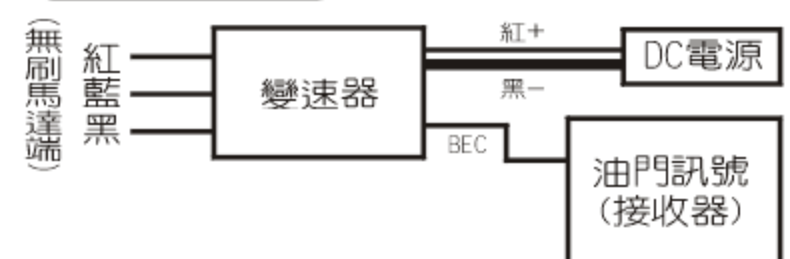 (無刷馬達端)
紅
藍
黑
變速器
紅+
黑-
BEC
DC電源
油門訊號
(接收器)